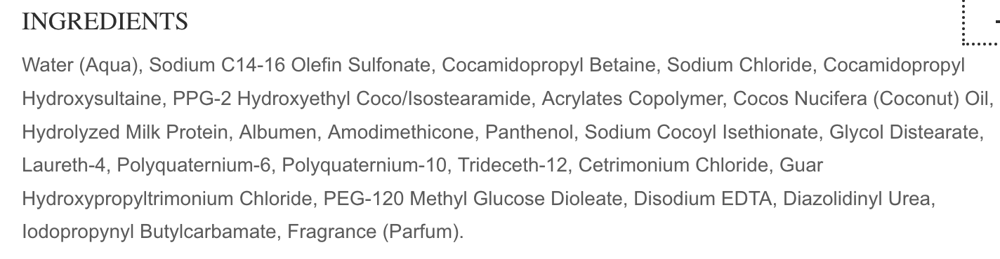 INGREDIENTS
Water (Aqua), Sodium C14-16 Olefin Sulfonate, Cocamidopropyl Betaine, Sodium Chloride, Cocamidopropyl
Hydroxysultaine, PPG-2 Hydroxyethyl Coco/Isostearamide, Acrylates Copolymer, Cocos Nucifera (Coconut) Oil,
Hydrolyzed Milk Protein, Albumen, Amodimethicone, Panthenol, Sodium Cocoyl Isethionate, Glycol Distearate,
Laureth-4, Polyquaternium-6, Polyquaternium-10, Trideceth-12, Cetrimonium Chloride, Guar
Hydroxypropyltrimonium Chloride, PEG-120 Methyl Glucose Dioleate, Disodium EDTA, Diazolidinyl Urea,
Iodopropynyl Butylcarbamate, Fragrance (Parfum).